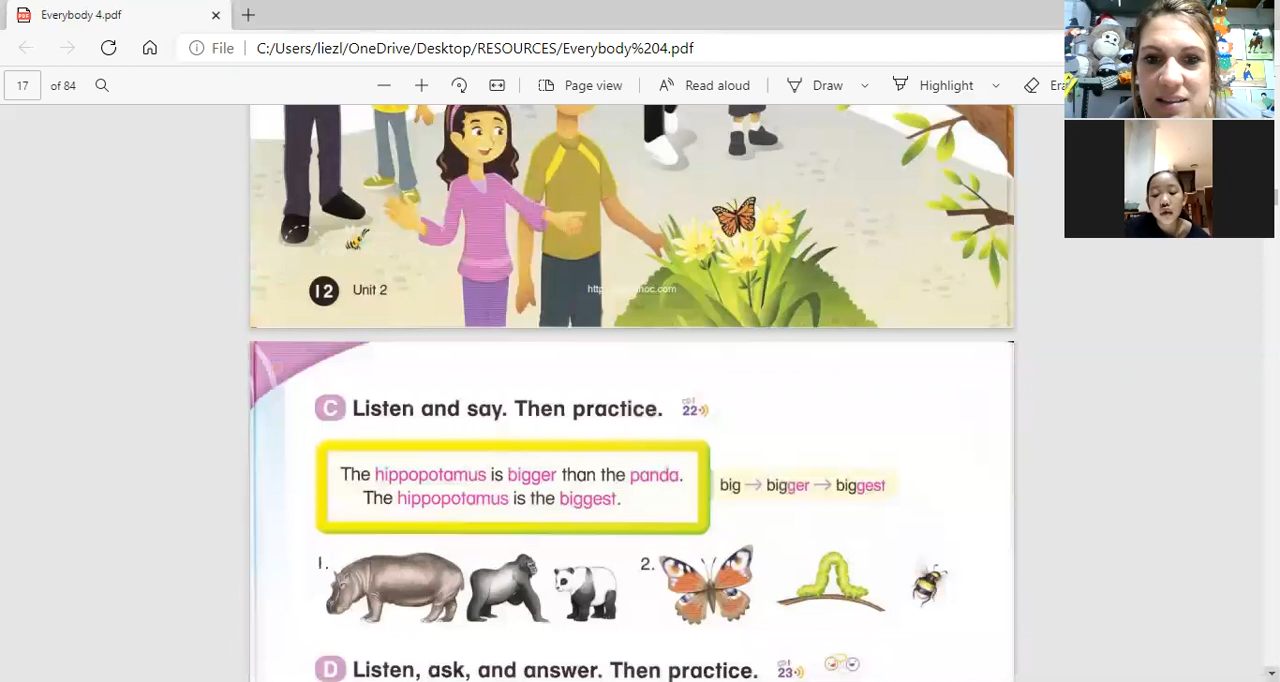 Everybody 4.pdf
File
C:/Users/liezl/OneDrive/Desktop/RESOURCES/Everybody%204.pdf
17 of 84
Page view
Read aloud
Draw
Highlight
12 Unit 2
C Listen and say. Then practice. 22
The hippopotamus is bigger than the panda.
The hippopotamus is the biggest.
big → bigger → biggest
1.
2.
D Listen, ask, and answer. Then practice. 23